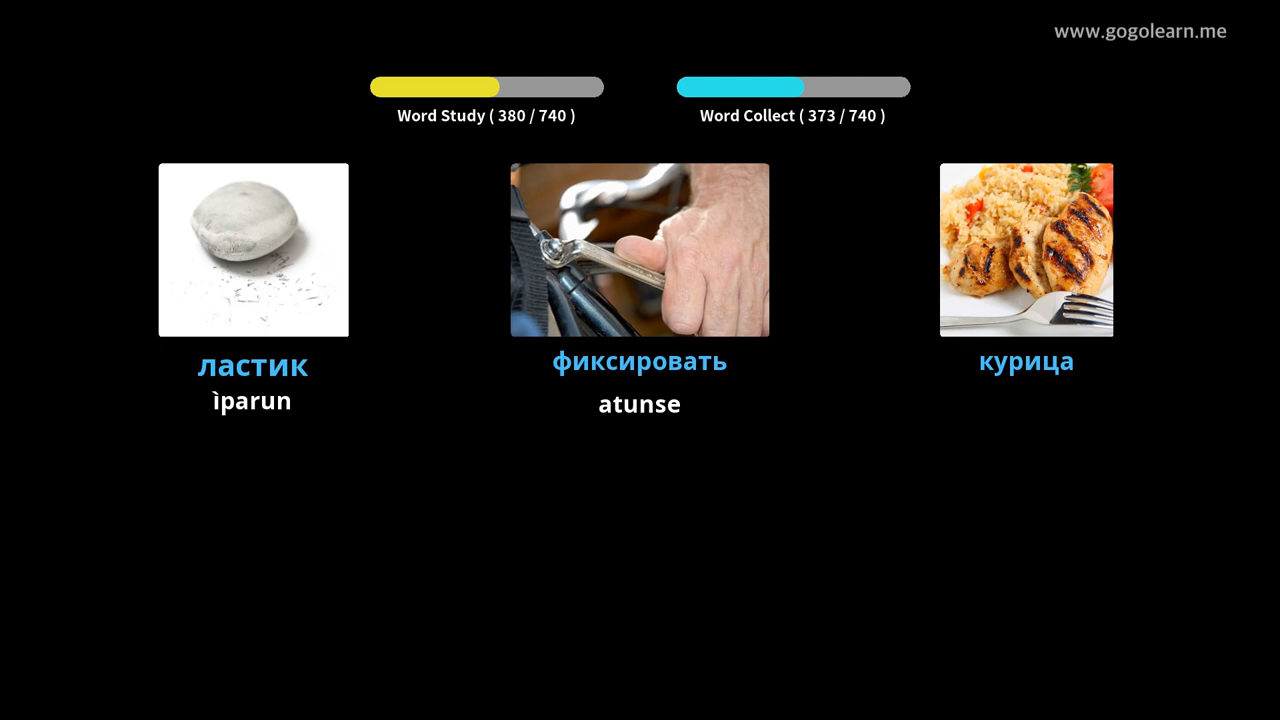 www.gogolearn.me
Word Study ( 380 / 740 )
Word Collect ( 373 / 740 )
ластик
ìparun
фиксировать
atunse
курица